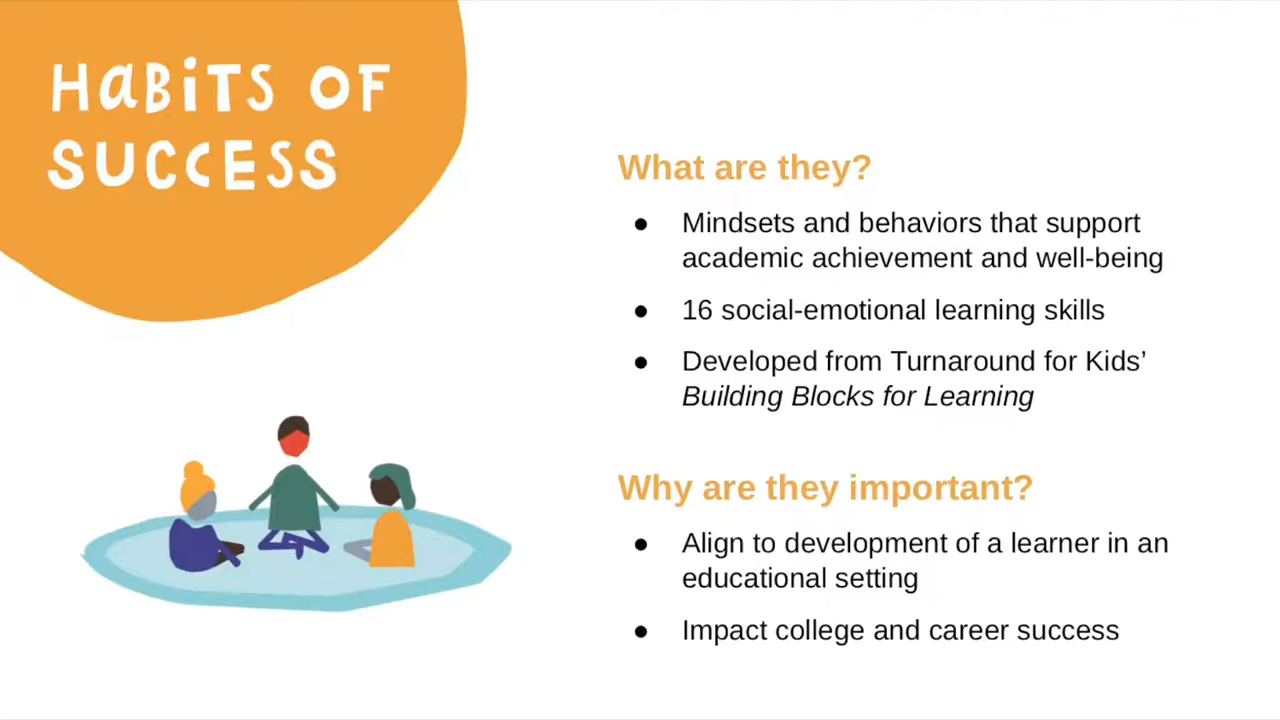 HaBiTS OF
SUCCESS
What are they?
● Mindsets and behaviors that support
academic achievement and well-being
● 16 social-emotional learning skills
● Developed from Turnaround for Kids’
Building Blocks for Learning
Why are they important?
● Align to development of a learner in an
educational setting
● Impact college and career success